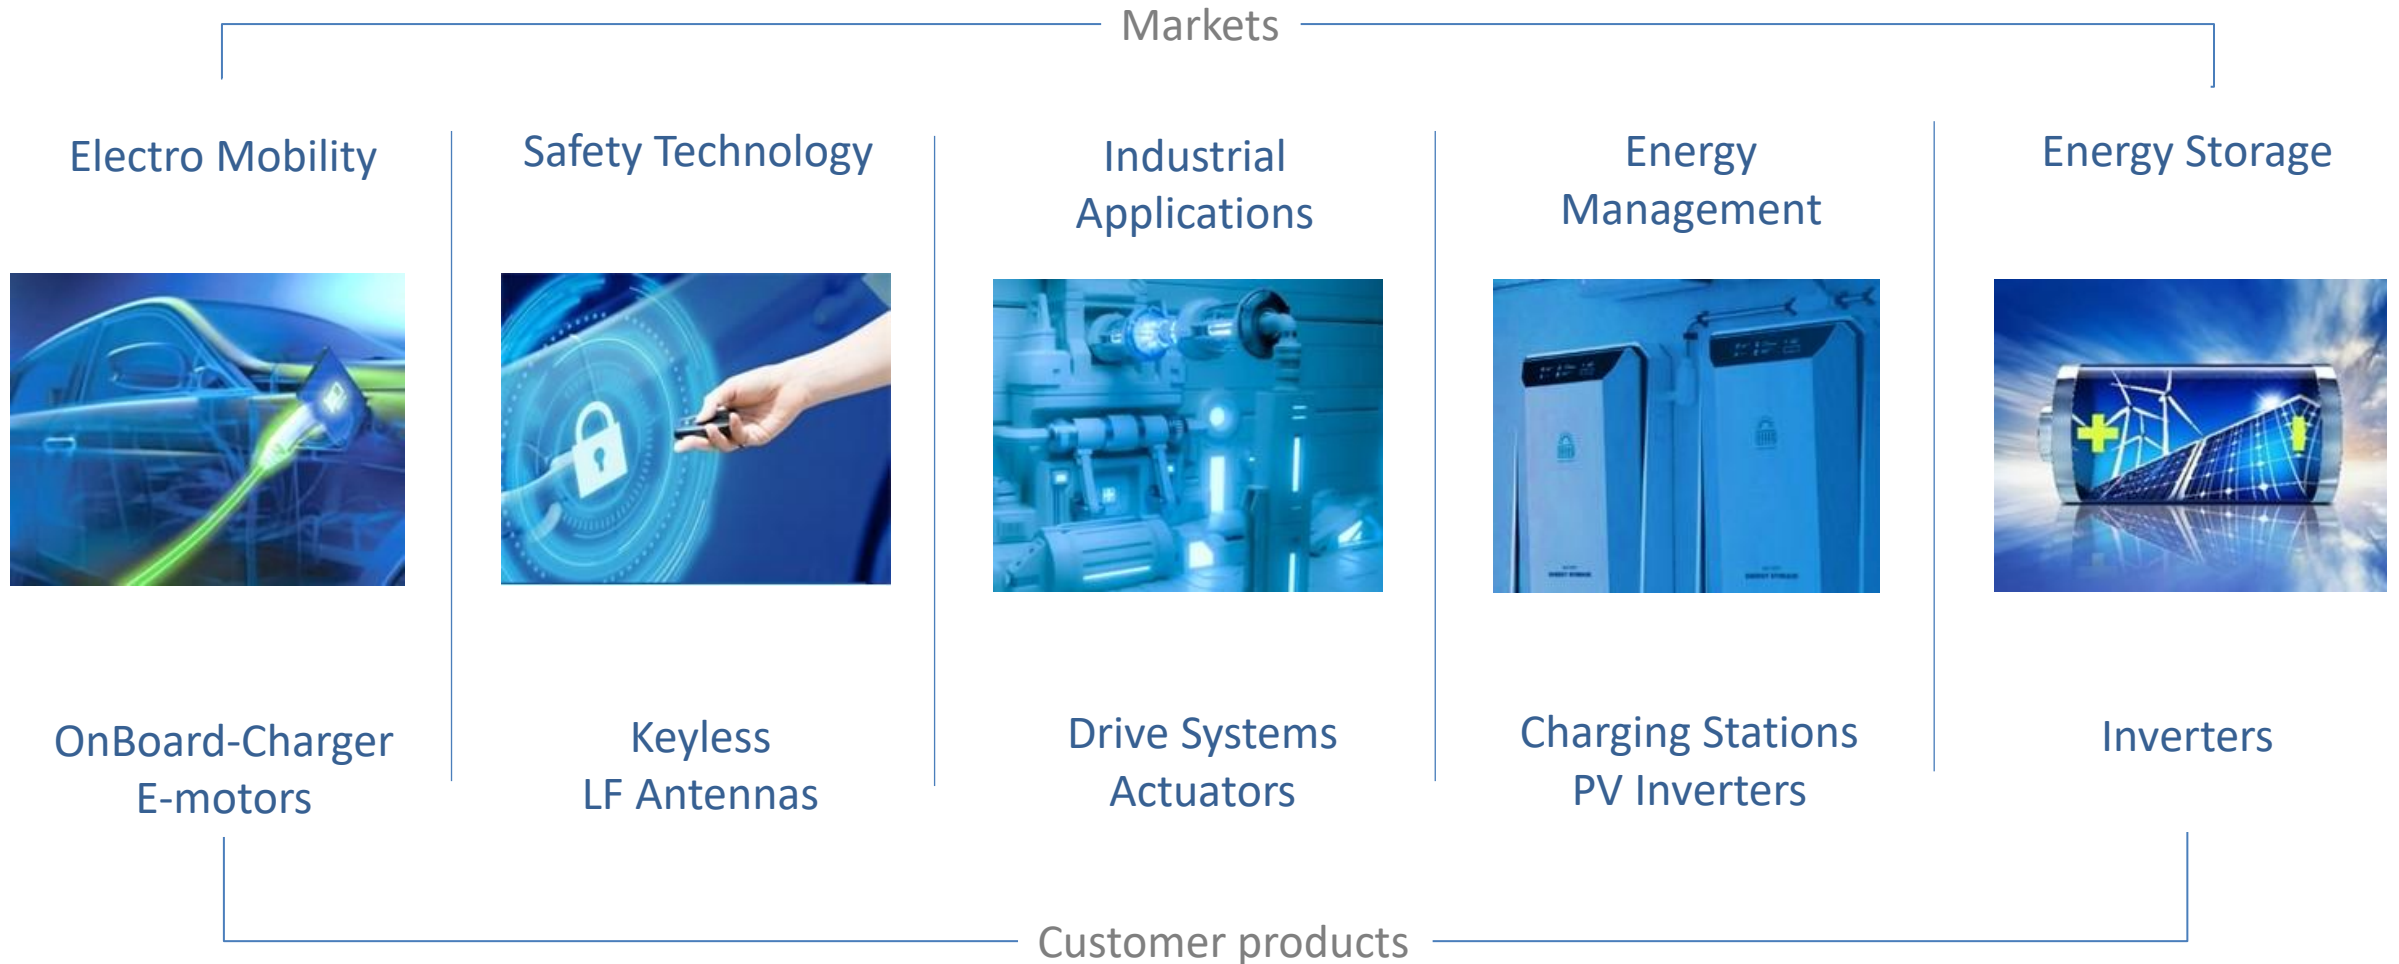 Markets
Electro Mobility
Safety Technology
Industrial
Applications
Energy
Management
Energy Storage
OnBoard-Charger
E-motors
Keyless
LF Antennas
Drive Systems
Actuators
Charging Stations
PV Inverters
Inverters
Customer products